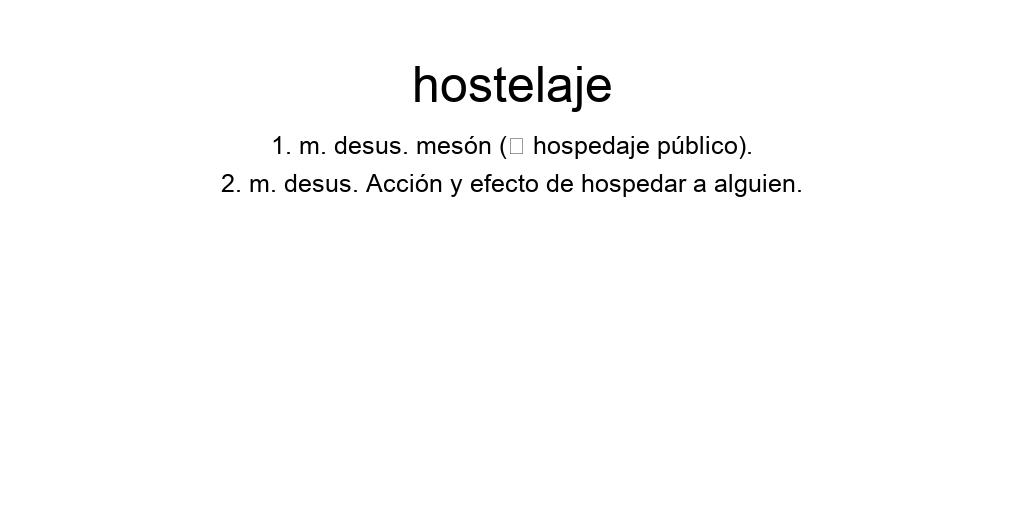 hostelaje
1. m. desus. mesón (□ hospedaje público).
2. m. desus. Acción y efecto de hospedar a alguien.